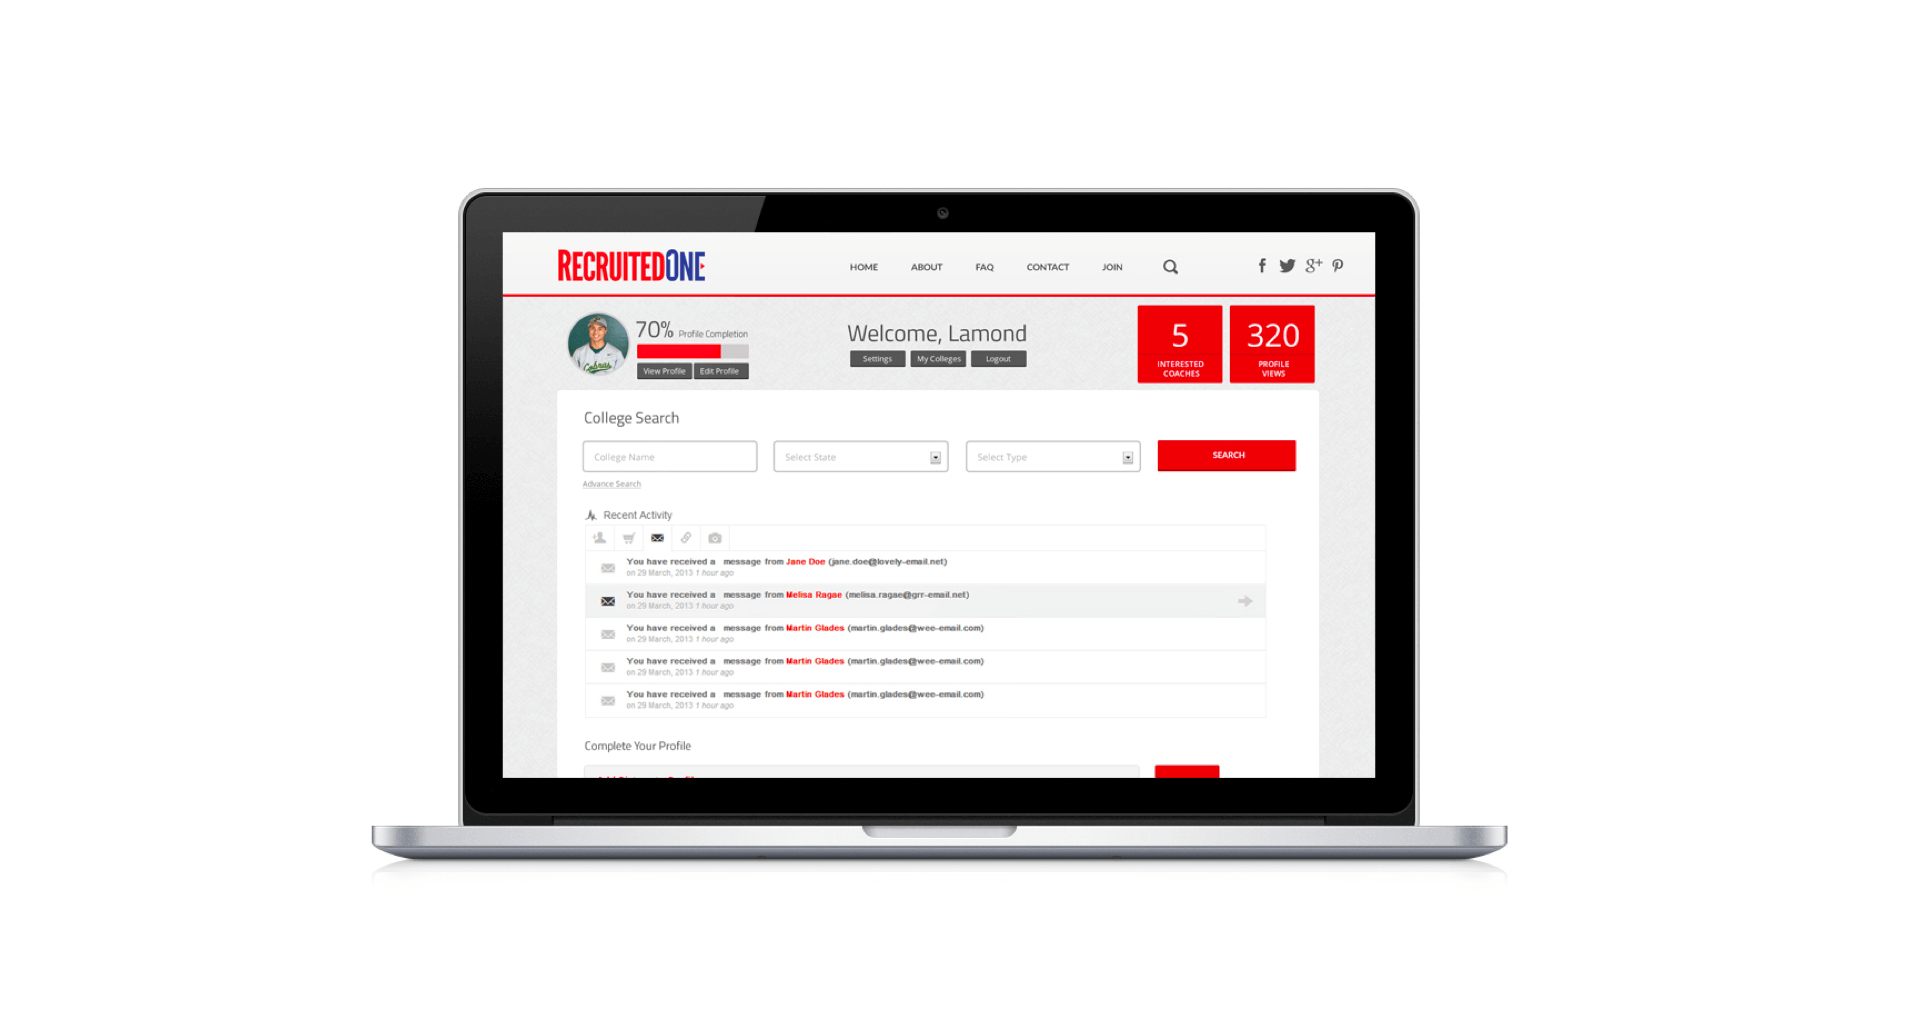 RECRUITEDONE
HOME ABOUT FAQ CONTACT JOIN
70% Profile Completion
View Profile Edit Profile
Cobras
Welcome, Lamond
Settings My Colleges Logout
5
INTERESTED
COACHES
320
PROFILE
VIEWS
College Search
College Name Select State Select Type SEARCH
Advance Search
Recent Activity
You have received a message from Jane Doe (jane.doe@lovely-email.net)
on 29 March, 2013 1 hour ago
You have received a message from Melisa Ragae (melisa.ragae@grr-email.net)
on 29 March, 2013 1 hour ago
You have received a message from Martin Glades (martin.glades@wee-email.com)
on 29 March, 2013 1 hour ago
You have received a message from Martin Glades (martin.glades@wee-email.com)
on 29 March, 2013 1 hour ago
You have received a message from Martin Glades (martin.glades@wee-email.com)
on 29 March, 2013 1 hour ago
Complete Your Profile